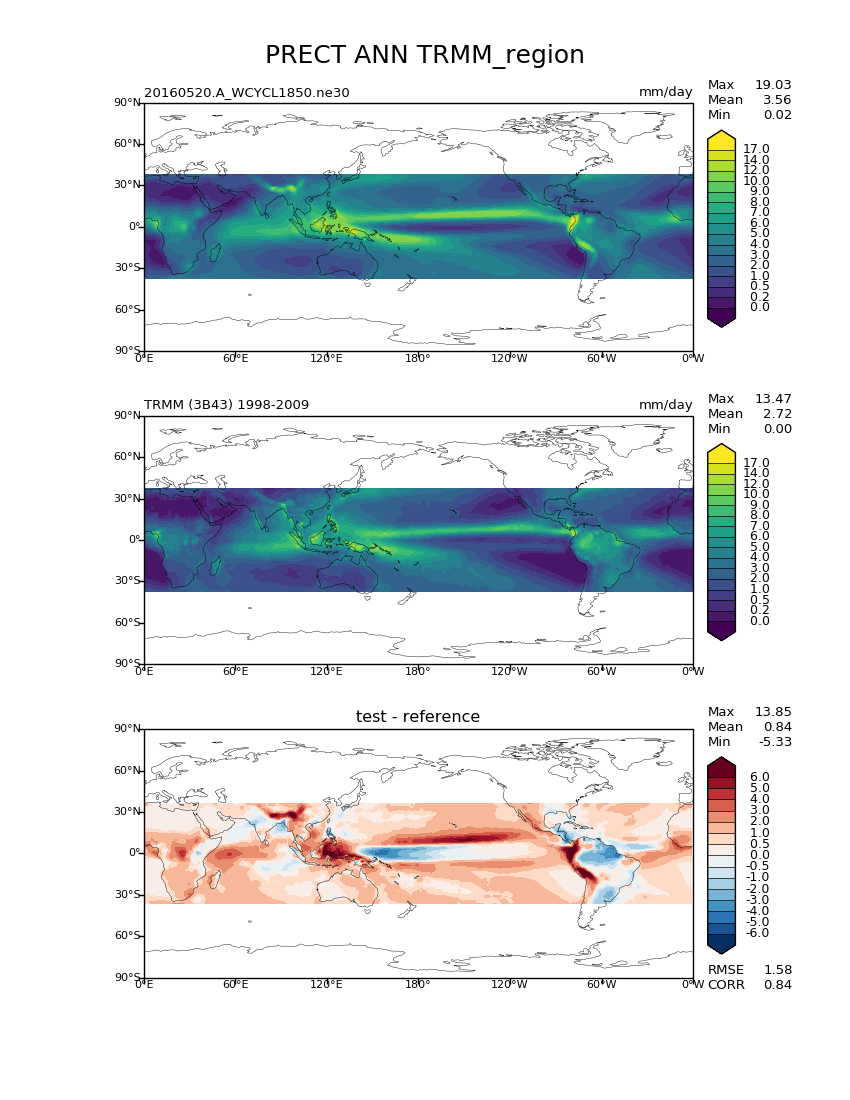 PRECT ANN TRMM_region
20160520.A_WCYCL1850.ne30
mm/day
Max 19.03
Mean 3.56
Min 0.02
90°N
60°N
30°N
0°
30°S
60°S
90°S
0°E 60°E 120°E 180° 120°W 60°W 0°W
17.0
14.0
12.0
10.0
9.0
8.0
7.0
6.0
5.0
4.0
3.0
2.0
1.0
0.5
0.2
0.0
TRMM (3B43) 1998-2009
mm/day
Max 13.47
Mean 2.72
Min 0.00
90°N
60°N
30°N
0°
30°S
60°S
90°S
0°E 60°E 120°E 180° 120°W 60°W 0°W
17.0
14.0
12.0
10.0
9.0
8.0
7.0
6.0
5.0
4.0
3.0
2.0
1.0
0.5
0.2
0.0
test - reference
Max 13.85
Mean 0.84
Min -5.33
90°N
60°N
30°N
0°
30°S
60°S
90°S
0°E 60°E 120°E 180° 120°W 60°W 0°W
6.0
5.0
4.0
3.0
2.0
1.0
0.5
0.0
-0.5
-1.0
-2.0
-3.0
-4.0
-5.0
-6.0
RMSE 1.58
CORR 0.84